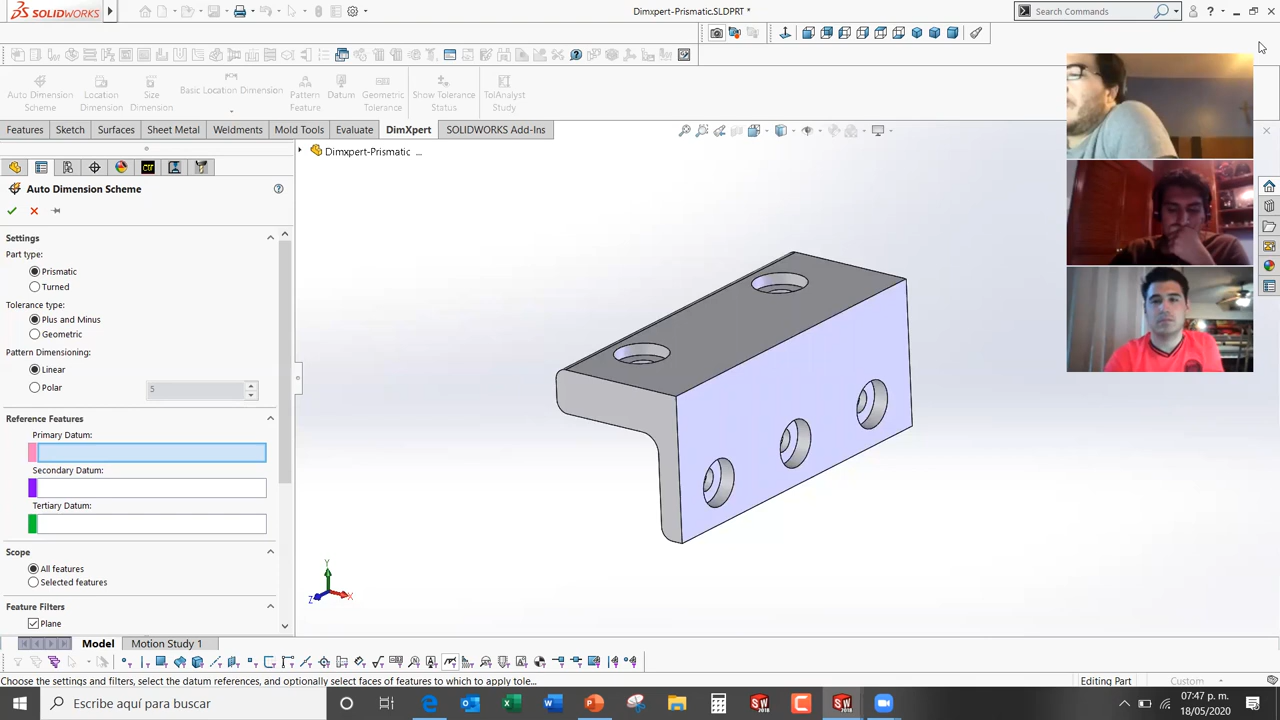 SOLIDWORKS
Dimxpert-Prismatic.SLDPRT *
Search Commands
?
Auto Dimension Scheme
Location Dimension
Size Dimension
Basic Location Dimension
Pattern Feature
Datum
Geometric Tolerance
Show Tolerance Status
TolAnalyst Study
Features
Sketch
Surfaces
Sheet Metal
Weldments
Mold Tools
Evaluate
DimXpert
SOLIDWORKS Add-Ins
Dimxpert-Prismatic ...
Auto Dimension Scheme
Settings
Part type:
Prismatic
Turned
Tolerance type:
Plus and Minus
Geometric
Pattern Dimensioning:
Linear
Polar
5
Reference Features
Primary Datum:
Secondary Datum:
Tertiary Datum:
Scope
All features
Selected features
Feature Filters
Plane
Y
Z
X
Model
Motion Study 1
Choose the settings and filters, select the datum references, and optionally select faces of features to which to apply tole...
Editing Part
Custom
Escribe aquí para buscar
07:47 p. m.
18/05/2020